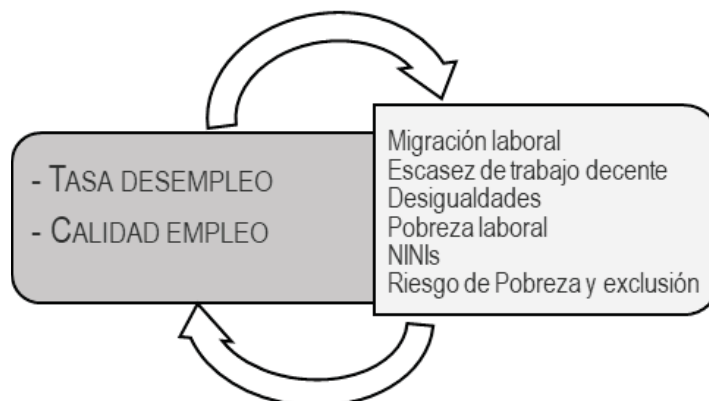 - TASA DESEMPLEO
- CALIDAD EMPLEO
Migración laboral
Escasez de trabajo decente
Desigualdades
Pobreza laboral
NINIs
Riesgo de Pobreza y exclusión